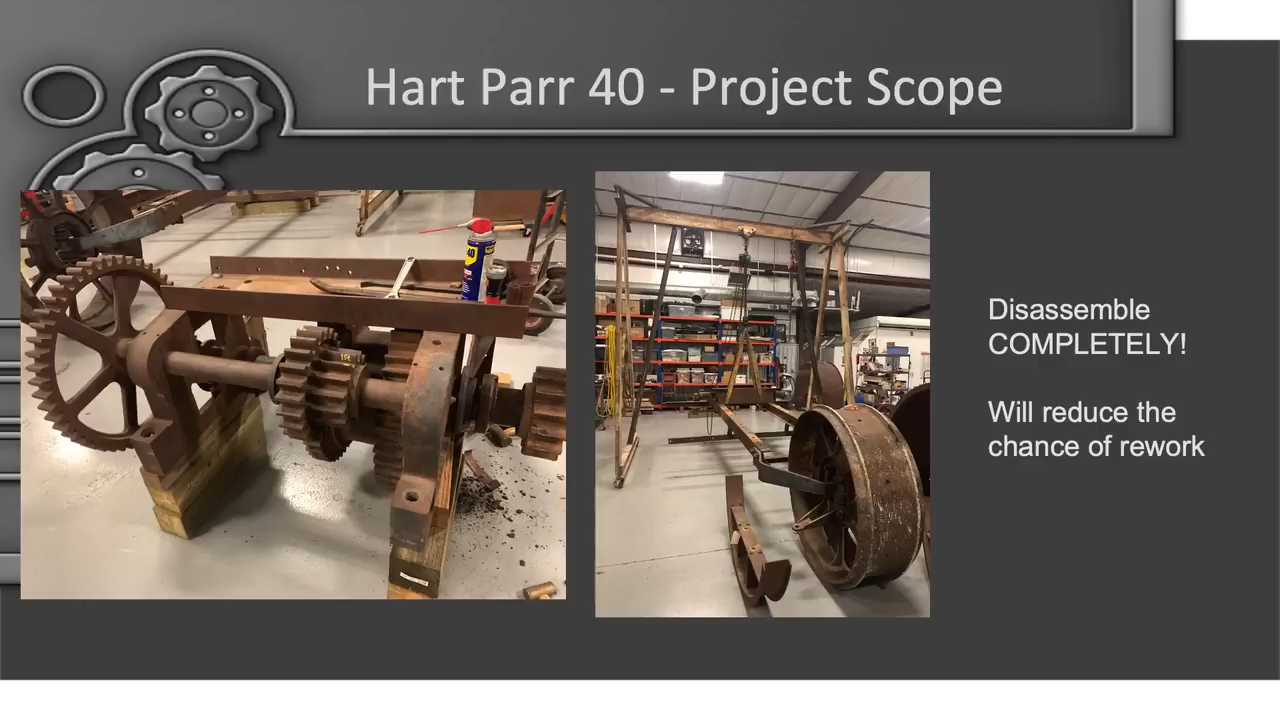 Hart Parr 40 - Project Scope
Disassemble
COMPLETELY!
Will reduce the
chance of rework